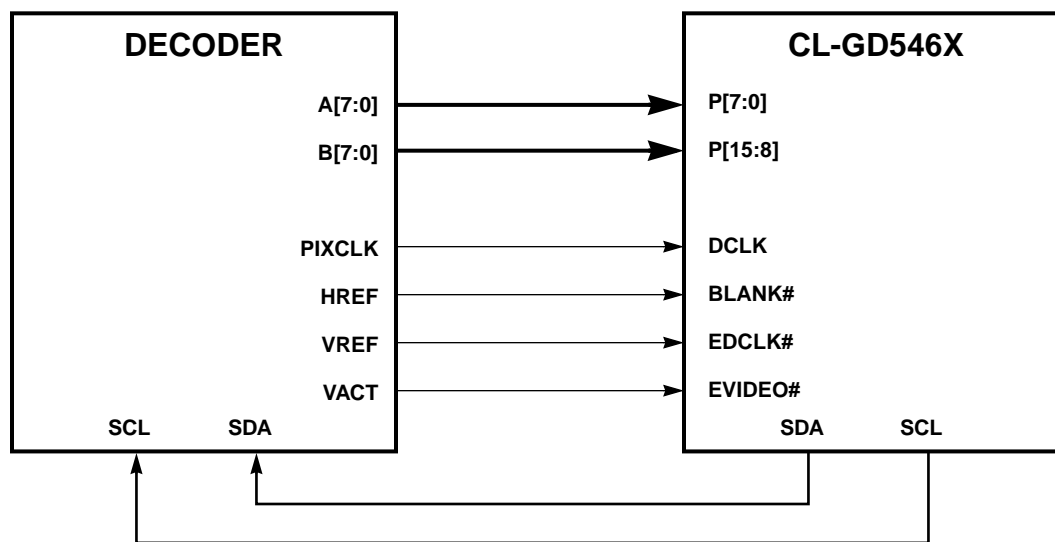 DECODER
CL-GD546X
A[7:0]
P[7:0]
B[7:0]
P[15:8]
PIXCLK
DCLK
HREF
BLANK#
VREF
EDCLK#
VACT
EVIDEO#
SCL
SDA
SDA
SCL